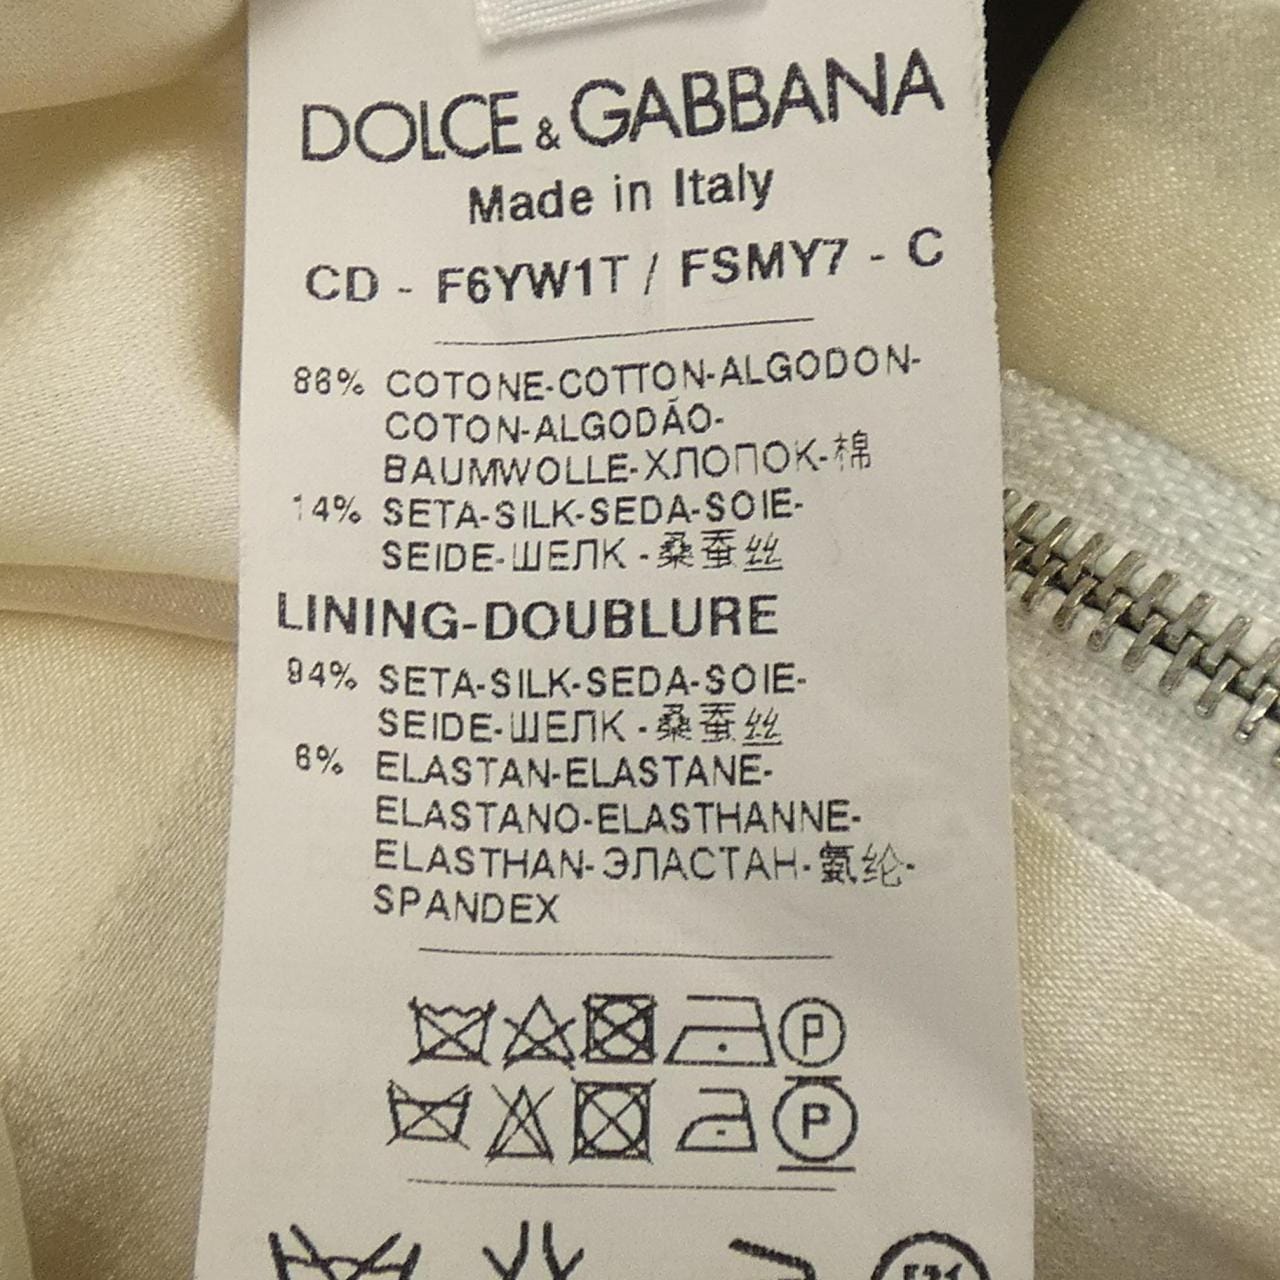 DOLCE & GABBANA
Made in Italy
CD - F6YW1T / FSMY7 - C
86% COTONE-COTTON-ALGODON-
COTON-ALGODÃO-
BAUMWOLLE-ХЛОПОК-棉
14% SETA-SILK-SEDA-SOIE-
SEIDE-ШЕЛК -桑蚕丝
LINING-DOUBLURE
94% SETA-SILK-SEDA-SOIE-
SEIDE-ШЕЛК -桑蚕丝
6% ELASTAN-ELASTANE-
ELASTANO-ELASTHANNE-
ELASTHAN-ЭЛАСТАН-氨纶-
SPANDEX
P
P